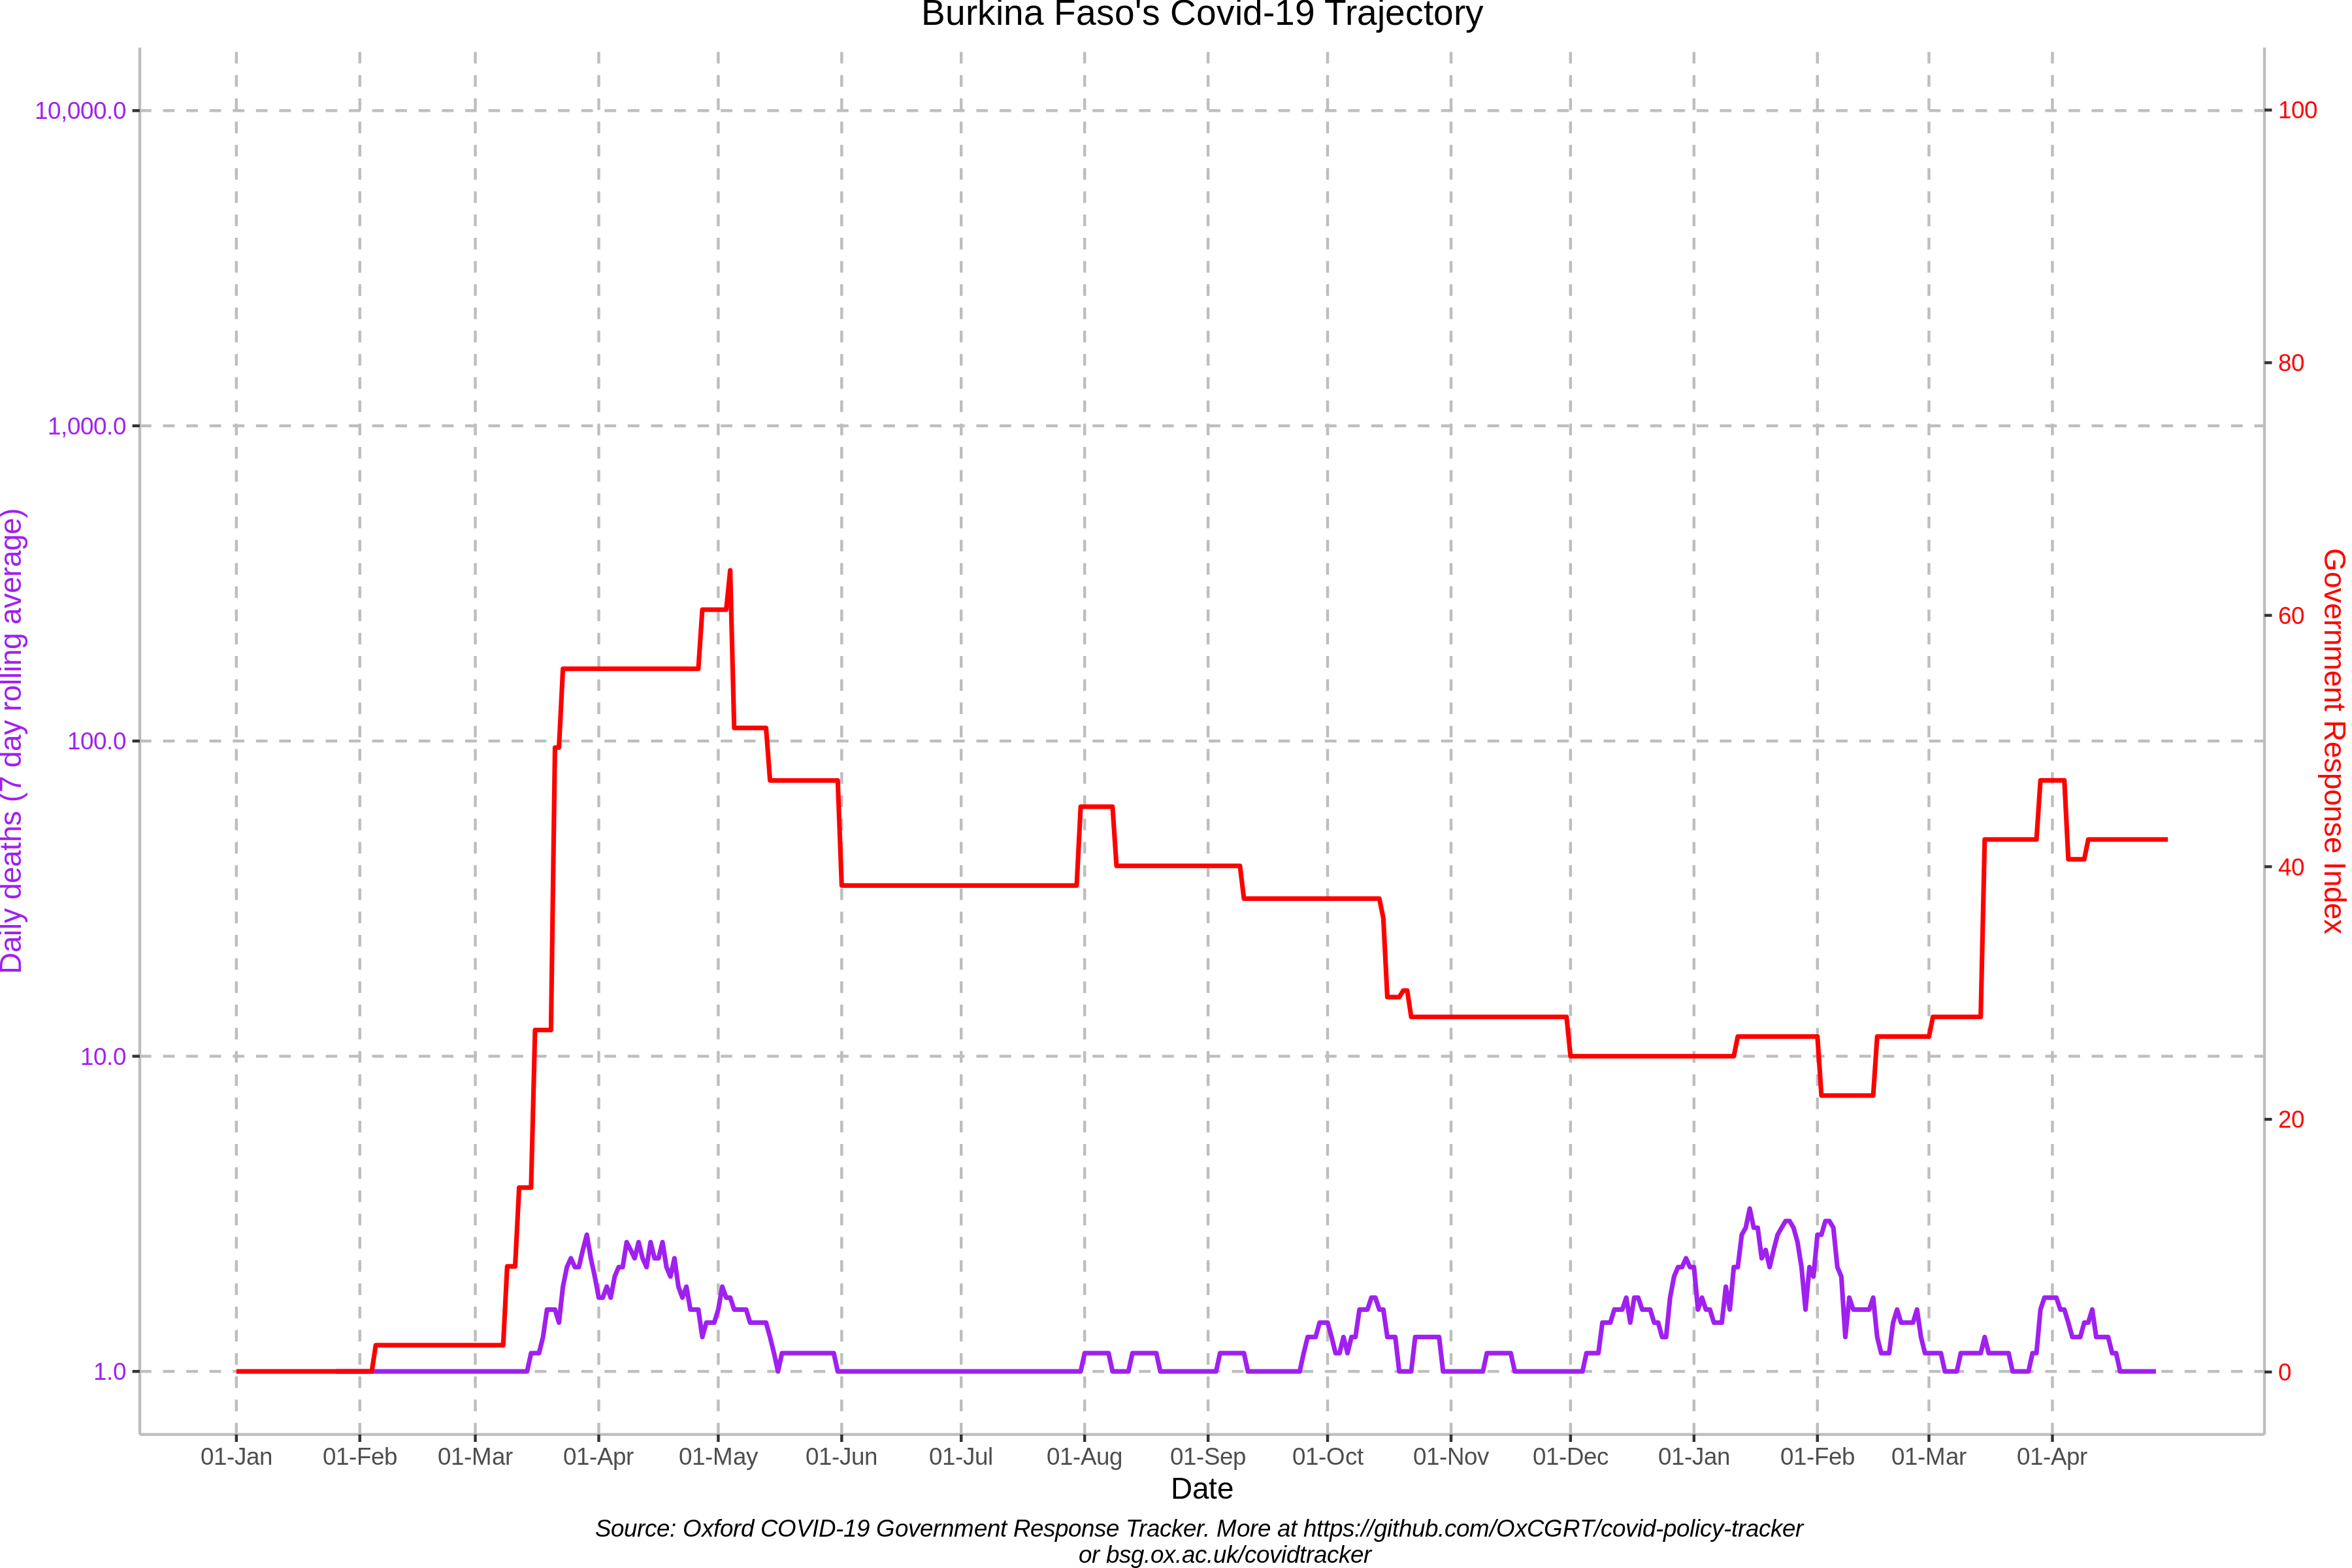 Burkina Faso's Covid-19 Trajectory
10,000.0
1,000.0
100.0
10.0
1.0
Daily deaths (7 day rolling average)
100
80
60
40
20
0
Government Response Index
01-Jan 01-Feb 01-Mar 01-Apr 01-May 01-Jun 01-Jul 01-Aug 01-Sep 01-Oct 01-Nov 01-Dec 01-Jan 01-Feb 01-Mar 01-Apr
Date
Source: Oxford COVID-19 Government Response Tracker. More at https://github.com/OxCGRT/covid-policy-tracker
or bsg.ox.ac.uk/covidtracker